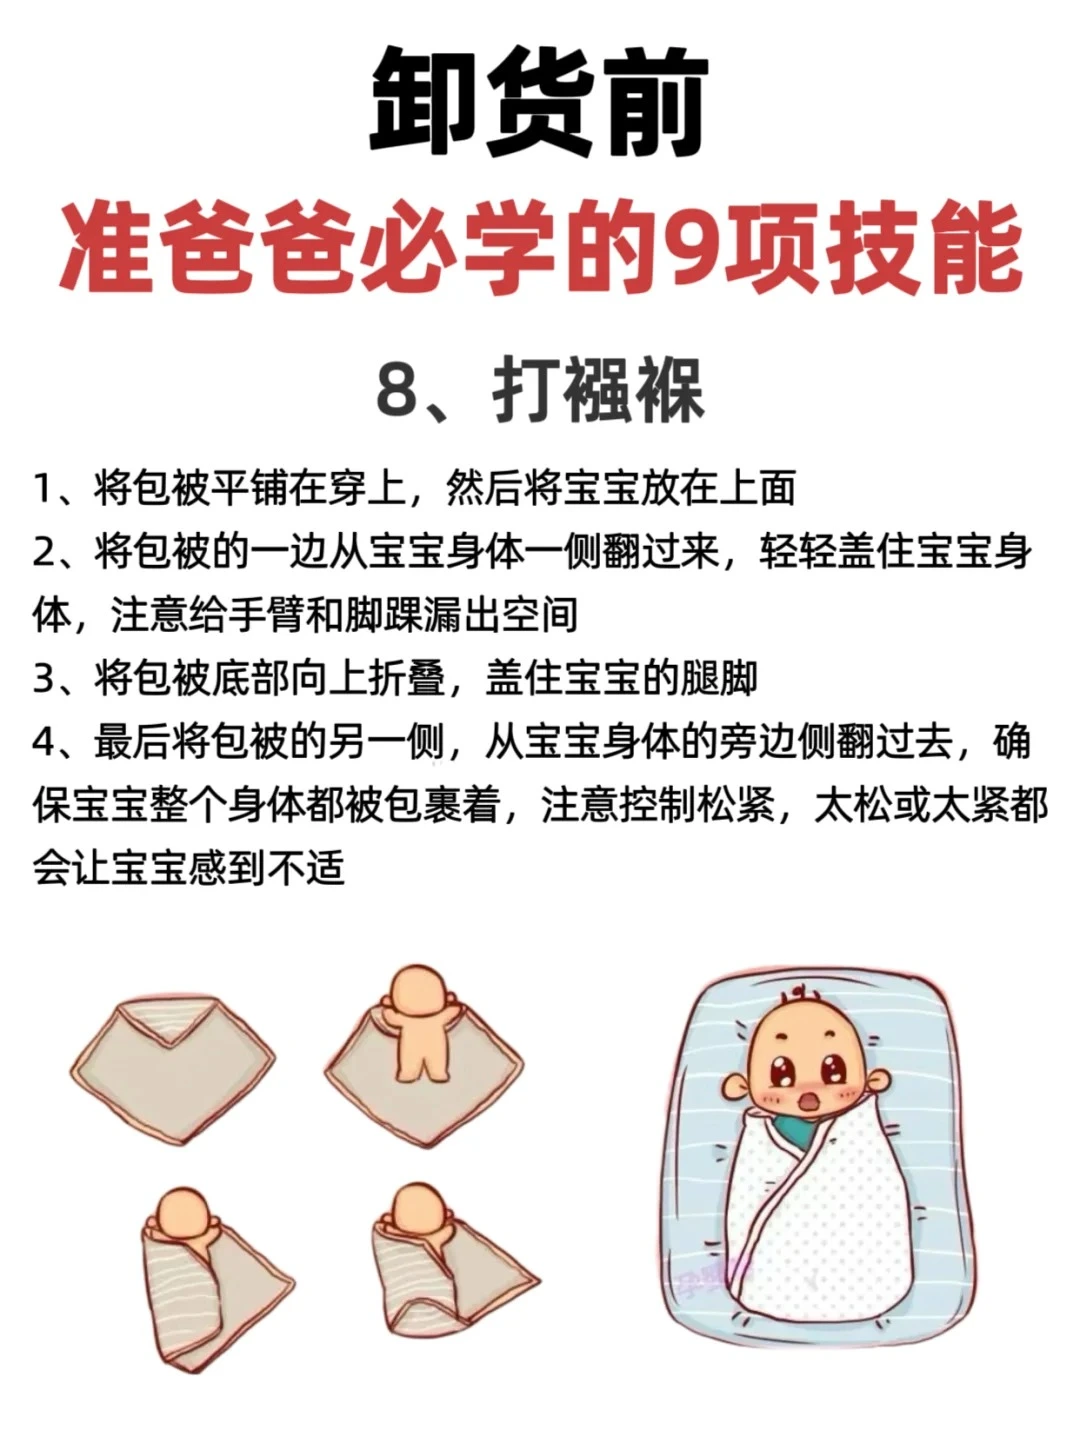 卸货前
准爸爸必学的9项技能
8、打襁褓
1、将包被平铺在穿上，然后将宝宝放在上面
2、将包被的一边从宝宝身体一侧翻过来，轻轻盖住宝宝身
体，注意给手臂和脚踝漏出空间
3、将包被底部向上折叠，盖住宝宝的腿脚
4、最后将包被的另一侧，从宝宝身体的旁边侧翻过去，确
保宝宝整个身体都被包裹着，注意控制松紧，太松或太紧都
会让宝宝感到不适